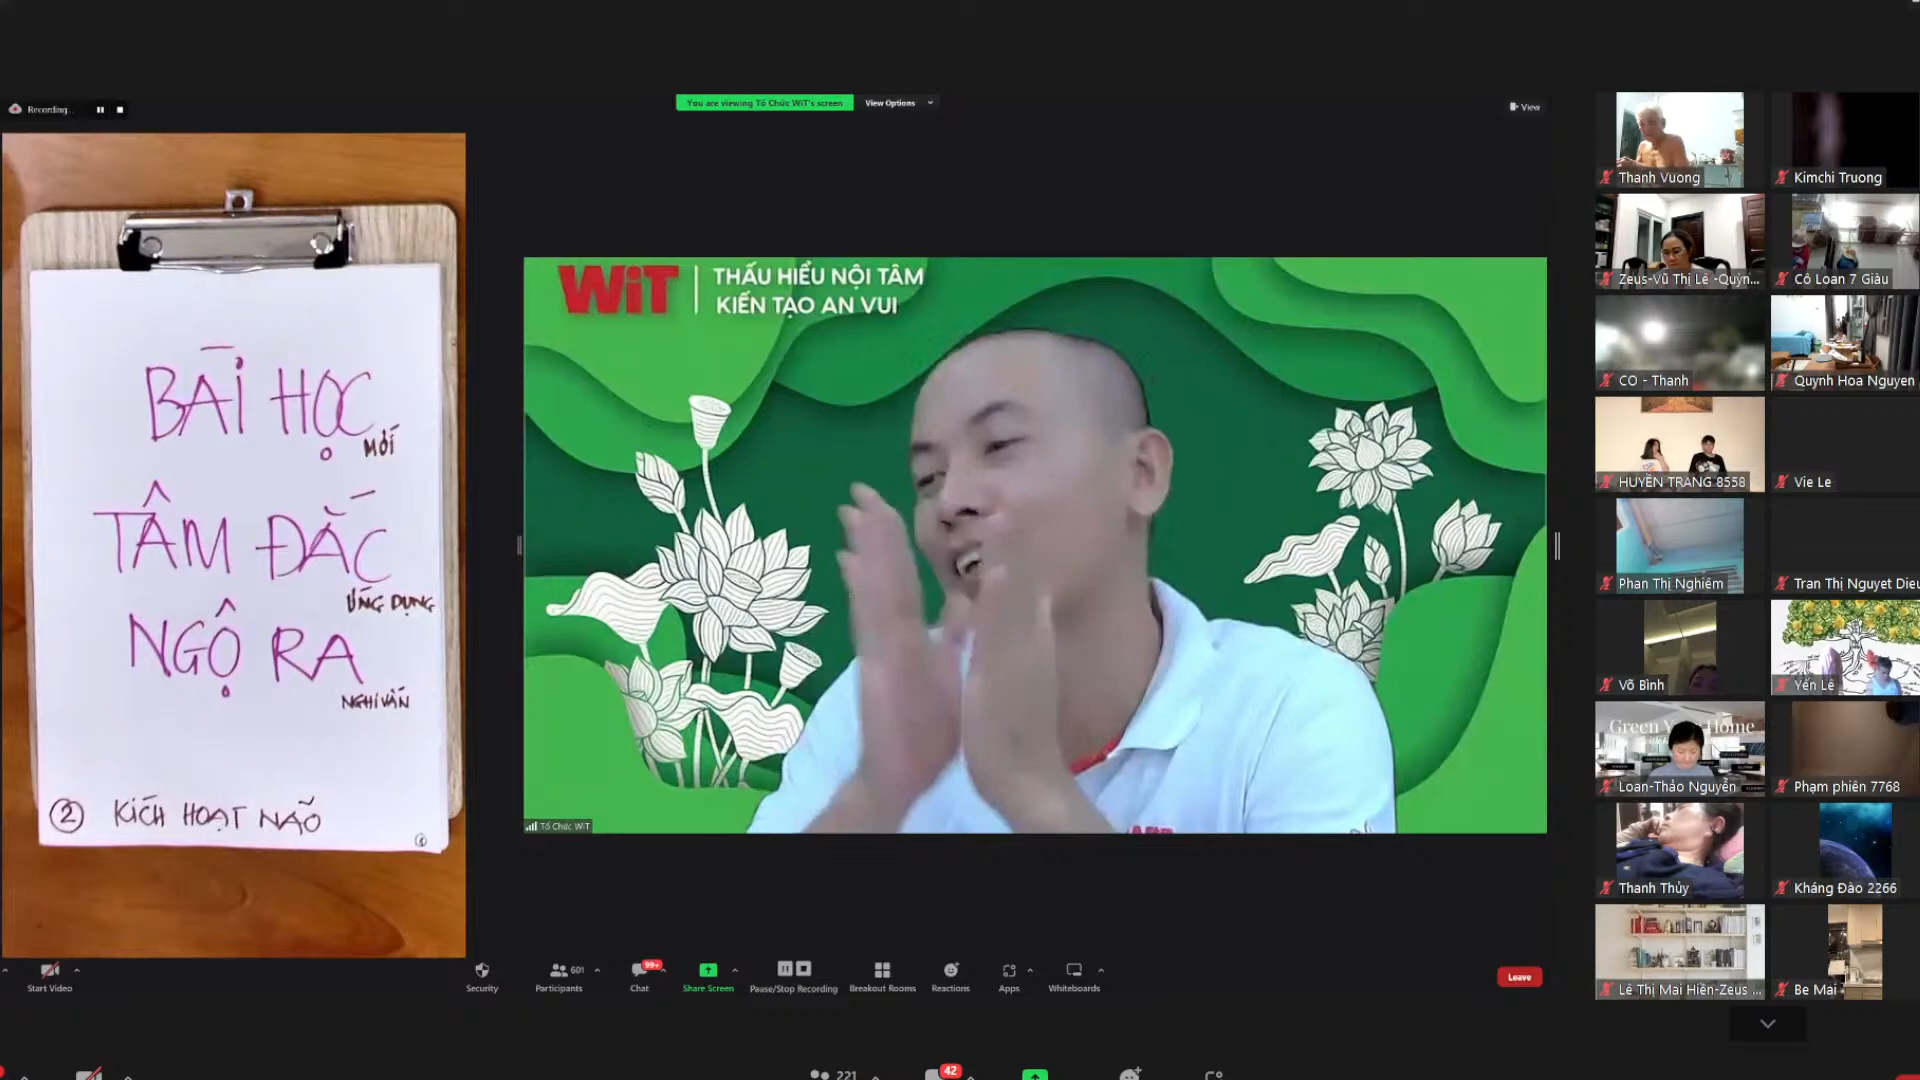 Recording...
You are viewing Tổ Chức WiT's screen
View Options
View
BÀI HỌC
MỚI
TÂM ĐẮC
ỨNG DỤNG
NGỘ RA
NGHI VẤN
② KÍCH HOẠT NÃO
WiT
THẤU HIỂU NỘI TÂM
KIẾN TẠO AN VUI
Tổ Chức WiT
Thanh Vuong
Kimchi Truong
Zeus-Vũ Thị Lê -Quỳn...
Cô Loan 7 Giàu
CO - Thanh
Quynh Hoa Nguyen
HUYỀN TRANG 8558
Vie Le
Phan Thị Nghiêm
Tran Thi Nguyet Dieu
Võ Bình
Yến Lê
Loan-Thảo Nguyễn
Phạm phiên 7768
Thanh Thủy
Kháng Đào 2266
Lê Thị Mai Hiền-Zeus ...
Be Mai
Start Video
Security
601
Participants
99+
Chat
Share Screen
Pause/Stop Recording
Breakout Rooms
Reactions
Apps
Whiteboards
Leave
221
42